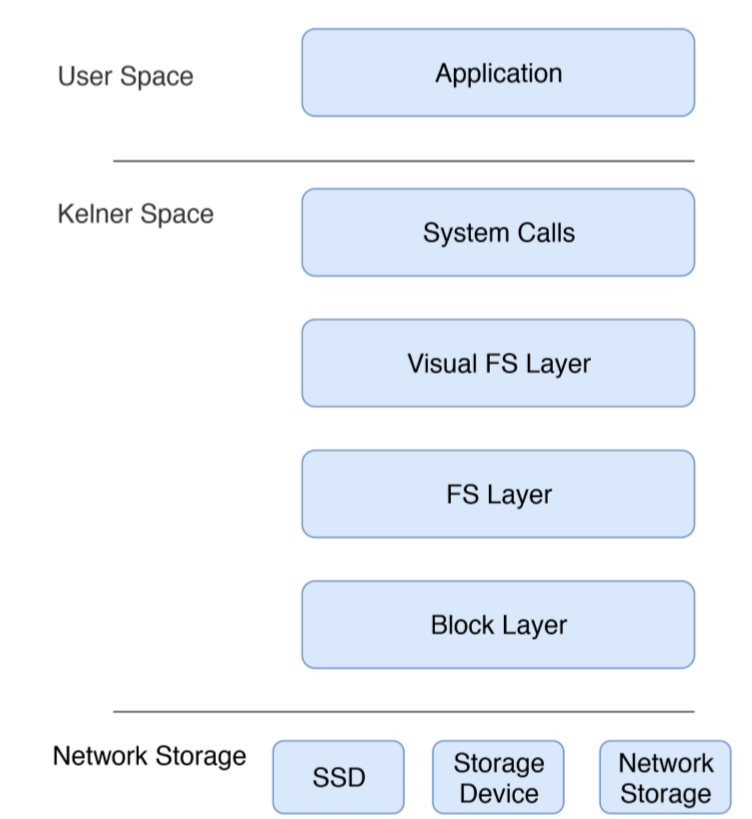 User Space
Application
Kelner Space
System Calls
Visual FS Layer
FS Layer
Block Layer
Network Storage
SSD
Storage
Device
Network
Storage